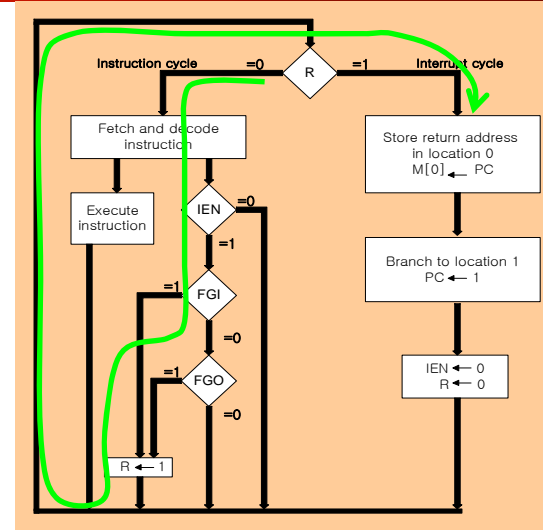 R
Instruction cycle
=0
=1
Interrupt cycle
Fetch and decode
instruction
Store return address
in location 0
M[0] ← PC
Execute
instruction
IEN
=0
=1
Branch to location 1
PC ← 1
FGI
=1
=0
IEN ← 0
R ← 0
FGO
=1
=0
R ← 1